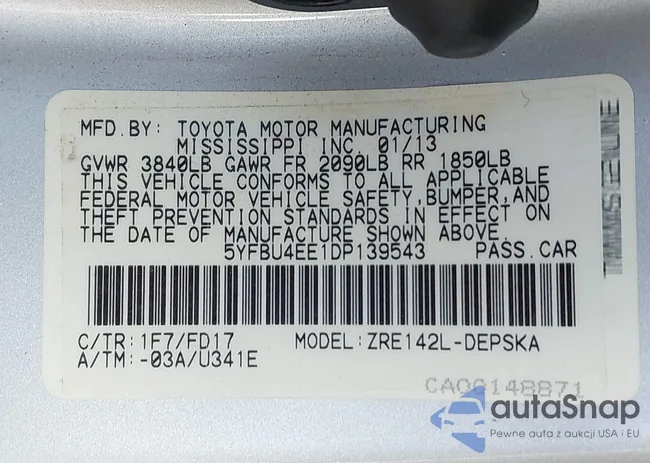 MFD.BY: TOYOTA MOTOR MANUFACTURING
MISSISSIPPI INC. 01/13
GVWR 3840LB GAWR FR 2090LB RR 1850LB
THIS VEHICLE CONFORMS TO ALL APPLICABLE
FEDERAL MOTOR VEHICLE SAFETY,BUMPER,AND
THEFT PREVENTION STANDARDS IN EFFECT ON
THE DATE OF MANUFACTURE SHOWN ABOVE.
5YFBU4EE1DP139543 PASS.CAR
C/TR:1F7/FD17 MODEL:ZRE142L-DEPSKA
A/TM:-03A/U341E
CA00148871
autaSnap
Pewne auta z aukcji USA i EU